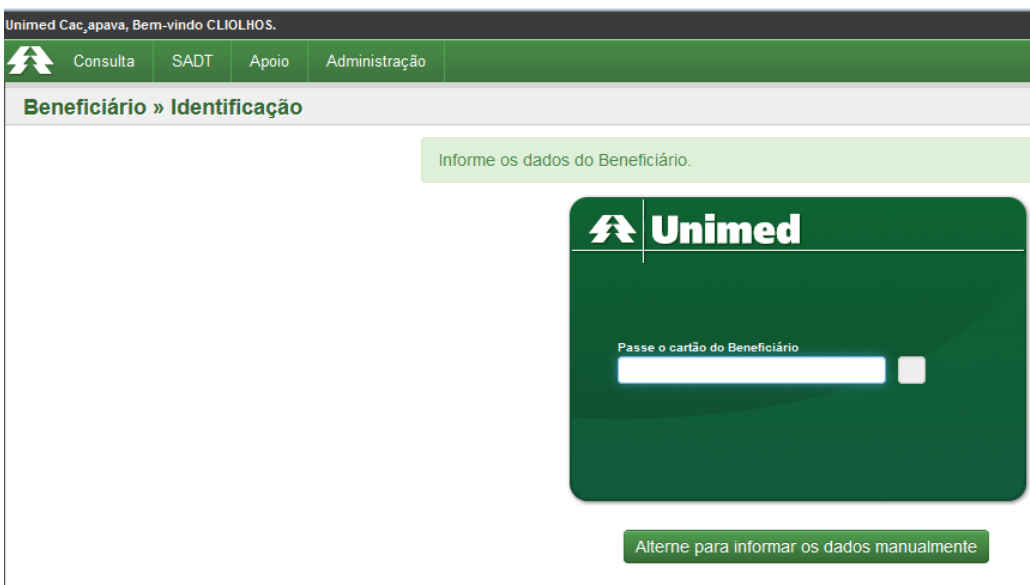 Unimed Cac¸apava, Bem-vindo CLIOLHOS.
Consulta SADT Apoio Administração
Beneficiário » Identificação
Informe os dados do Beneficiário.
Unimed
Passe o cartão do Beneficiário
Alterne para informar os dados manualmente